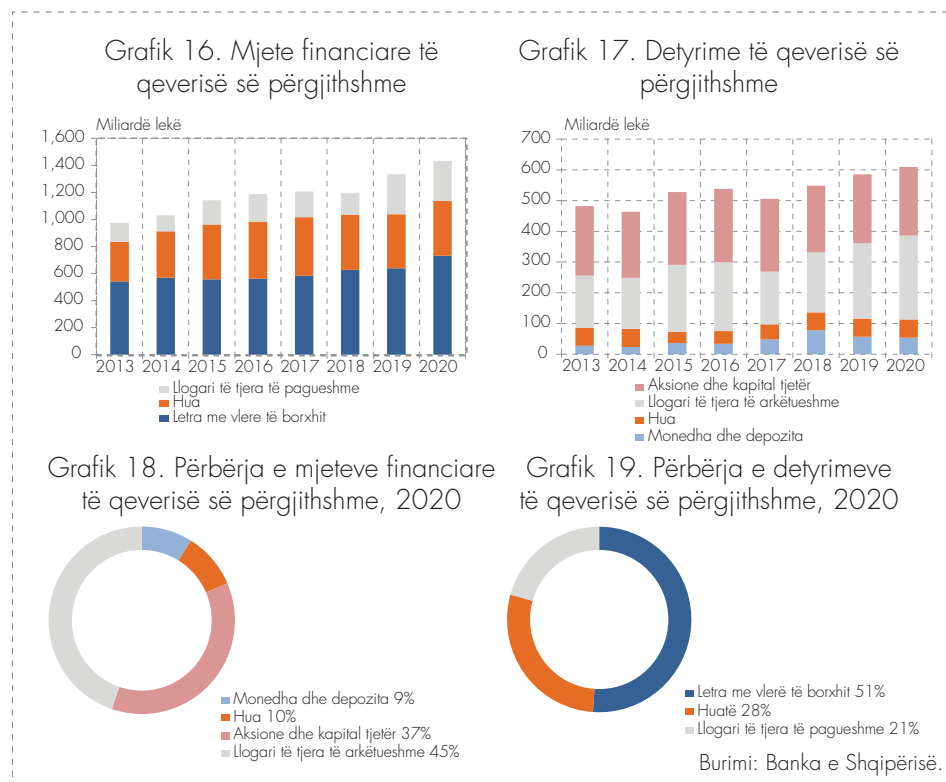 Grafik 16. Mjete financiare të
qeverisë së përgjithshme
Miliardë lekë
1,600
1,400
1,200
1,000
800
600
400
200
0
2013 2014 2015 2016 2017 2018 2019 2020
Llogari të tjera të pagueshme
Hua
Letra me vlere të borxhit
Grafik 17. Detyrime të qeverisë së
përgjithshme
Miliardë lekë
700
600
500
400
300
200
100
0
2013 2014 2015 2016 2017 2018 2019 2020
Aksione dhe kapital tjetër
Llogari të tjera të arkëtueshme
Hua
Monedha dhe depozita
Grafik 18. Përbërja e mjeteve financiare
të qeverisë së përgjithshme, 2020
Monedha dhe depozita 9%
Hua 10%
Aksione dhe kapital tjetër 37%
Llogari të tjera të arkëtueshme 45%
Grafik 19. Përbërja e detyrimeve
të qeverisë së përgjithshme, 2020
Letra me vlerë të borxhit 51%
Huatë 28%
Llogari të tjera të pagueshme 21%
Burimi: Banka e Shqipërisë.